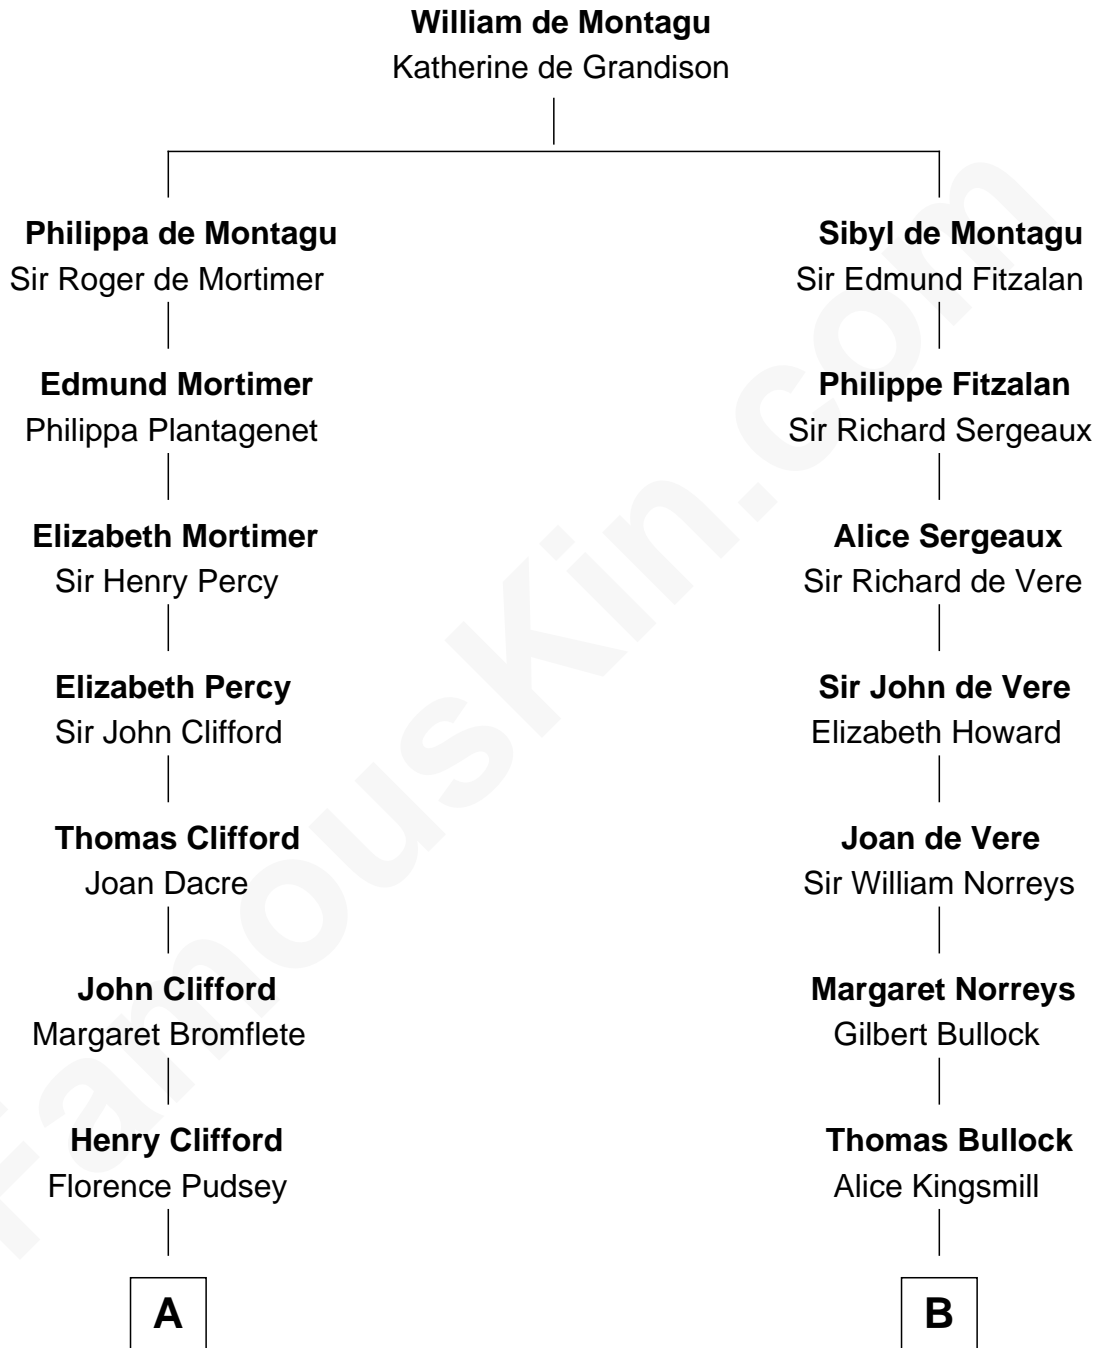 William de Montagu
Katherine de Grandison
Philippa de Montagu
Sir Roger de Mortimer
Sibyl de Montagu
Sir Edmund Fitzalan
Edmund Mortimer
Philippa Plantagenet
Philippe Fitzalan
Sir Richard Sergeaux
Elizabeth Mortimer
Sir Henry Percy
Alice Sergeaux
Sir Richard de Vere
Elizabeth Percy
Sir John Clifford
Sir John de Vere
Elizabeth Howard
Thomas Clifford
Joan Dacre
Joan de Vere
Sir William Norreys
John Clifford
Margaret Bromflete
Margaret Norreys
Gilbert Bullock
Henry Clifford
Florence Pudsey
Thomas Bullock
Alice Kingsmill
A
B
FamousKin.com